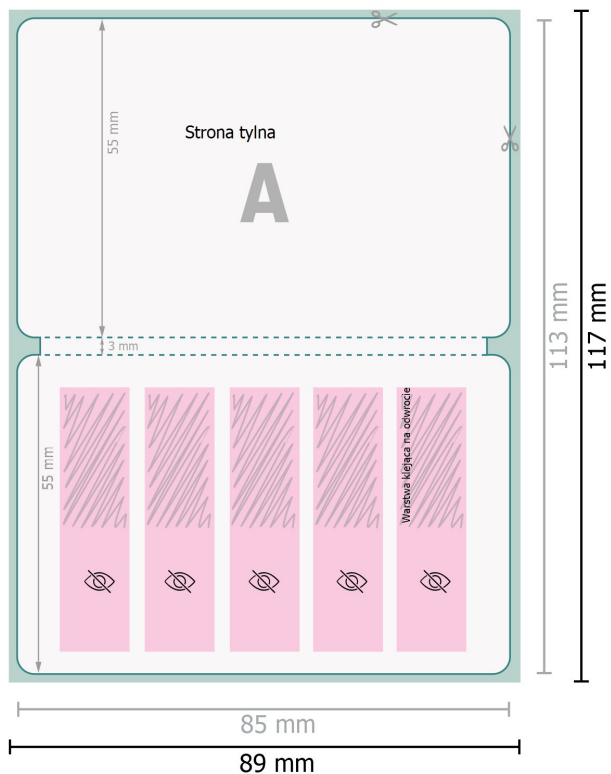 55 mm
Strona tylna
A
3 mm
55 mm
Warstwa klejąca na odwrocie
113 mm
117 mm
85 mm
89 mm